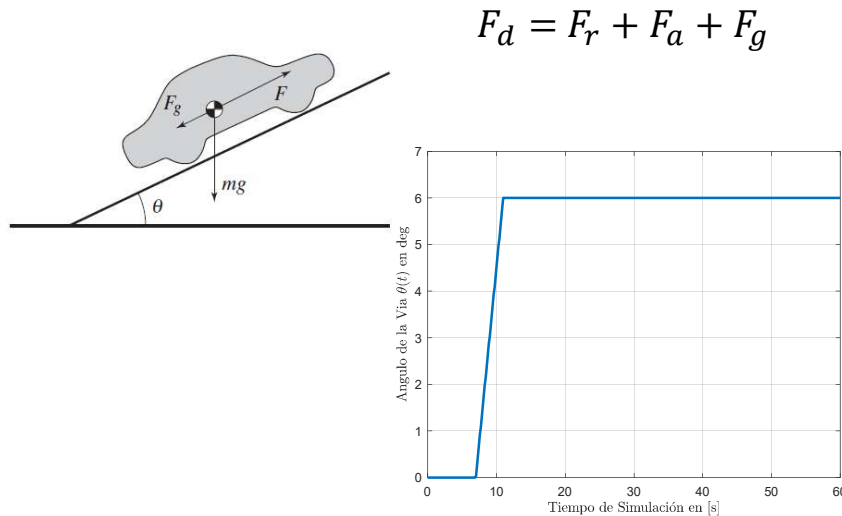 F_d = F_r + F_a + F_g
F_g
F
mg
θ
7
6
5
4
3
2
1
0
Angulo de la Via θ(t) en deg
0 10 20 30 40 50 60
Tiempo de Simulación en [s]